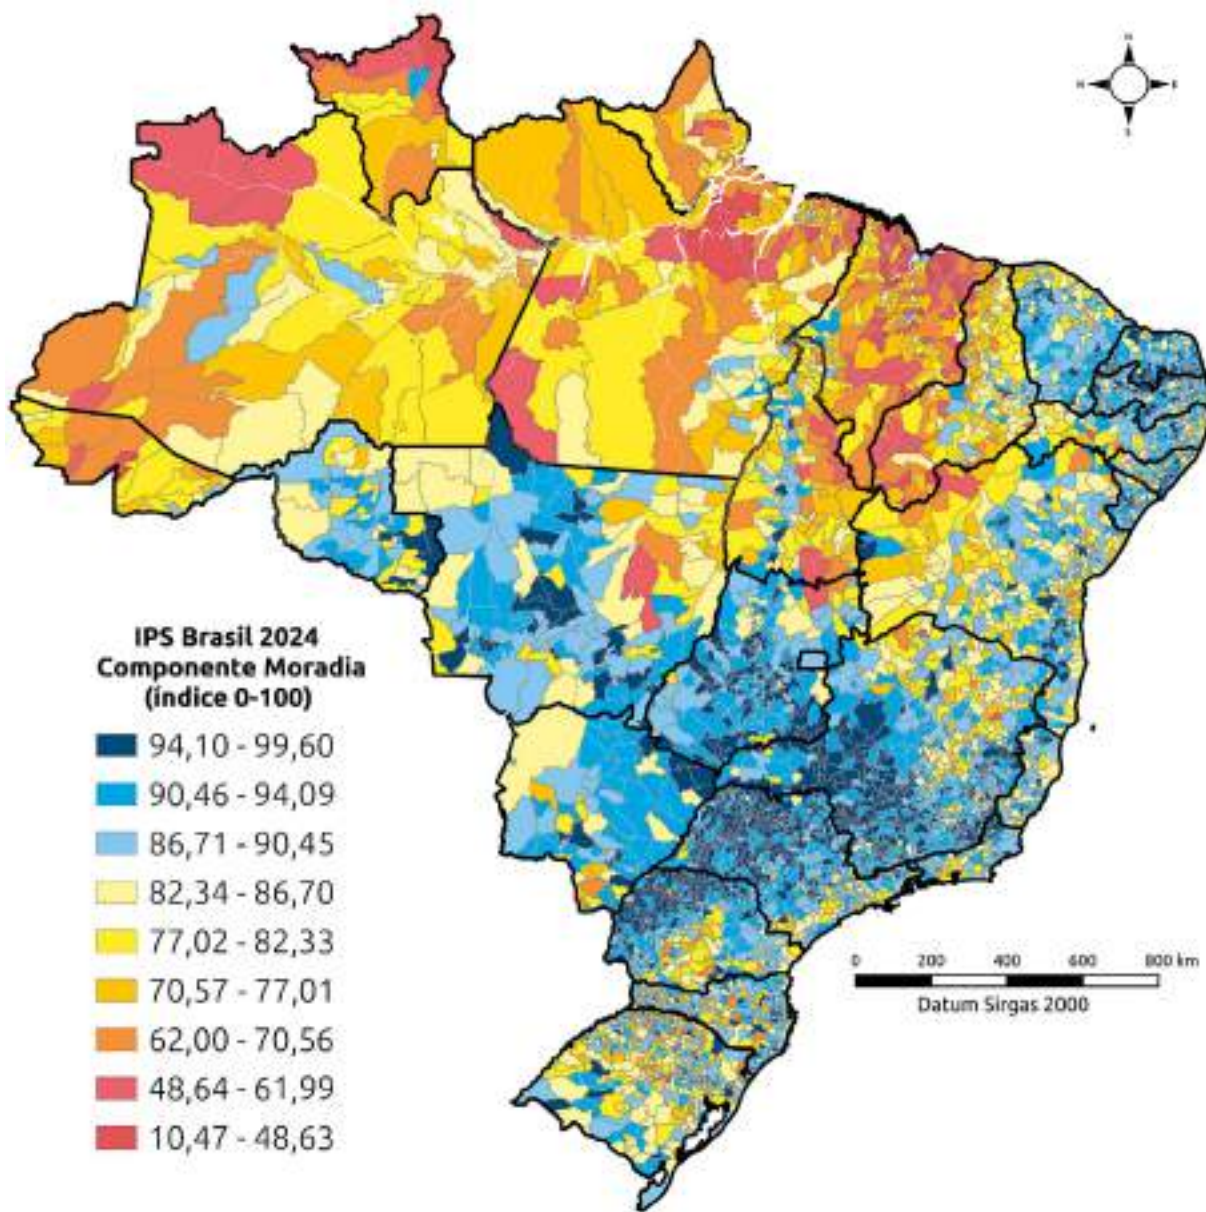 N
E
S
IPS Brasil 2024
Componente Moradia
(índice 0-100)
94,10 - 99,60
90,46 - 94,09
86,71 - 90,45
82,34 - 86,70
77,02 - 82,33
70,57 - 77,01
62,00 - 70,56
48,64 - 61,99
10,47 - 48,63
0 200 400 600 800 km
Datum Sirgas 2000